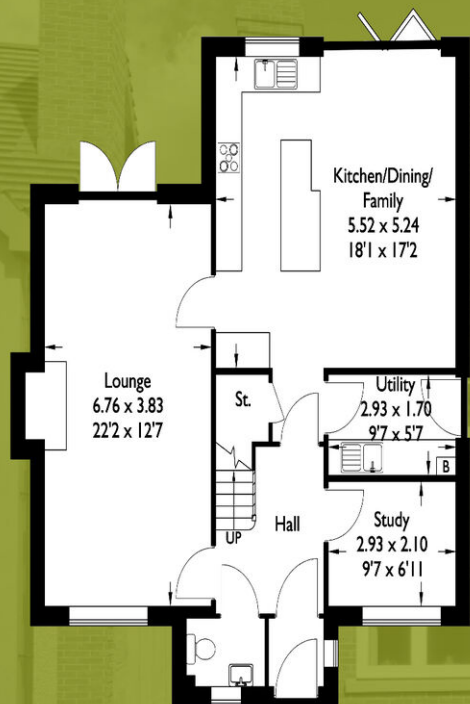 Kitchen/Dining/
Family
5.52 x 5.24
18'1 x 17'2
Lounge
6.76 x 3.83
22'2 x 12'7
St.
Utility
2.93 x 1.70
9'7 x 5'7
B
UP
Hall
Study
2.93 x 2.10
9'7 x 6'11